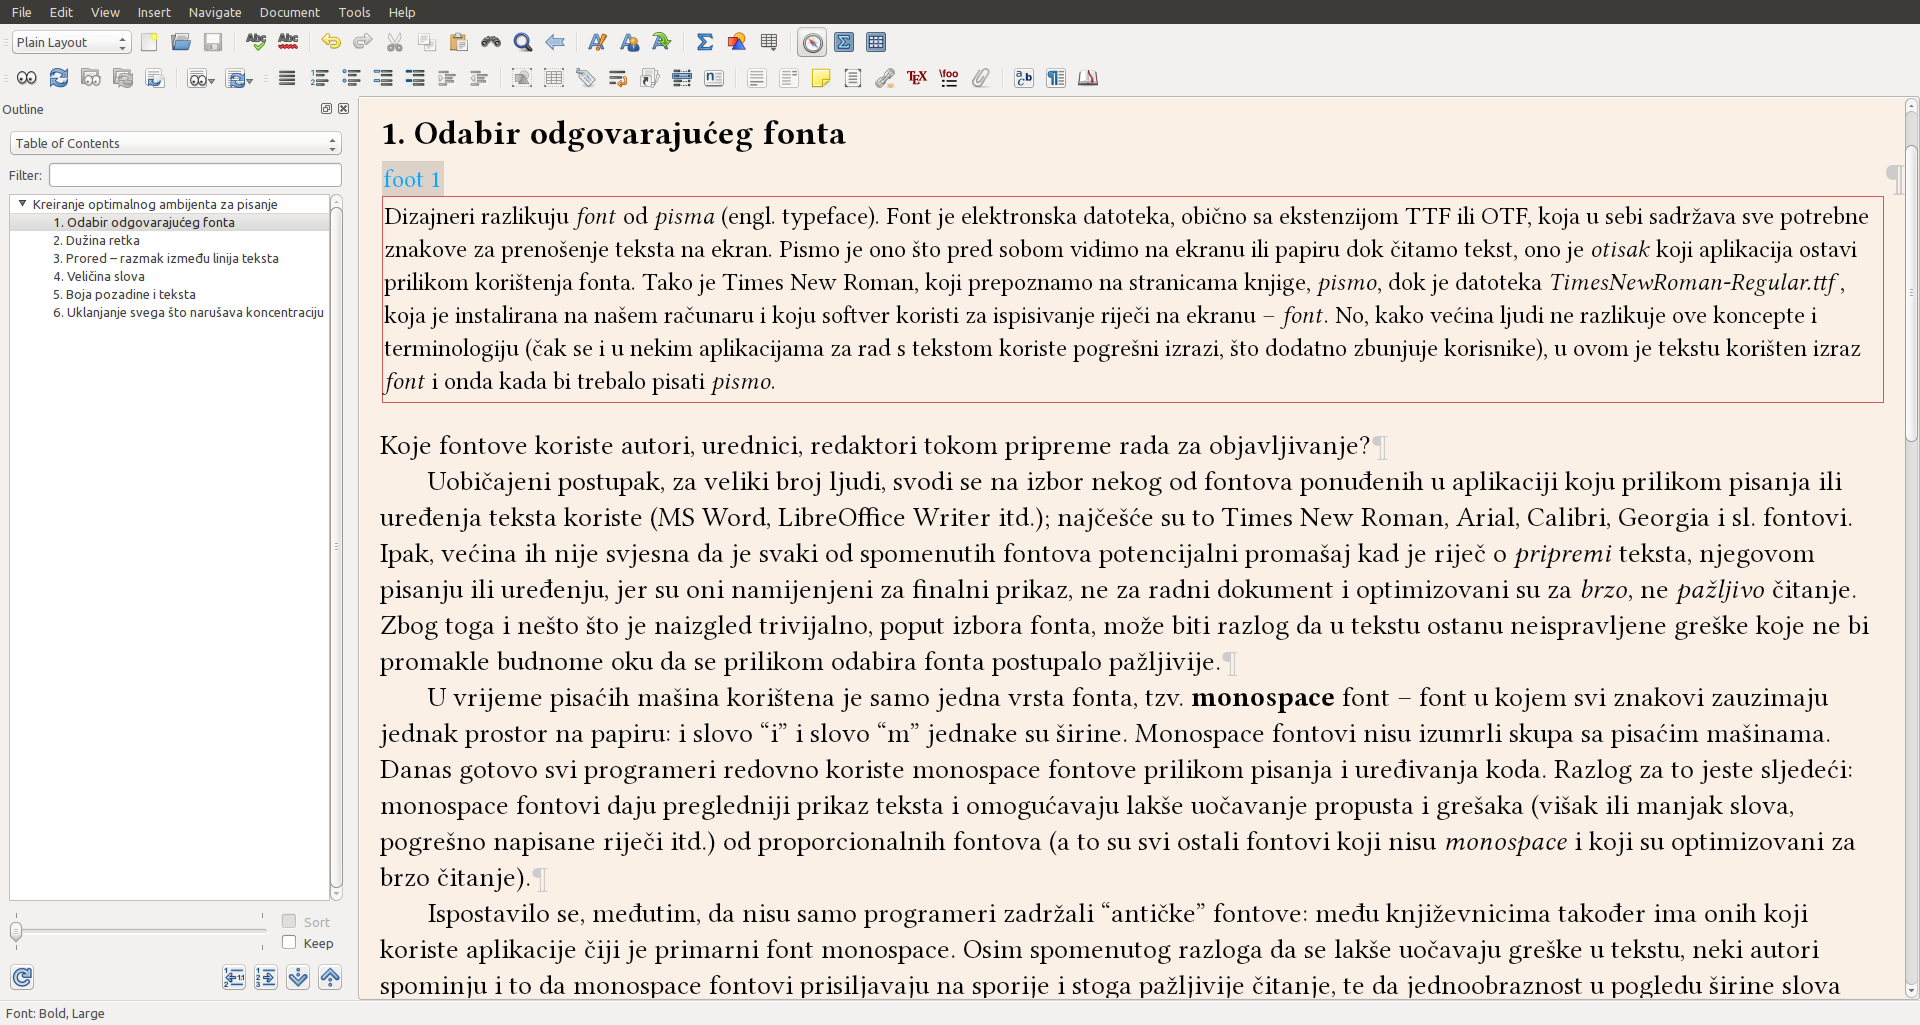 File Edit View Insert Navigate Document Tools Help
Plain Layout
Outline
Table of Contents
Filter:
Kreiranje optimalnog ambijenta za pisanje
1. Odabir odgovarajućeg fonta
2. Dužina retka
3. Prored – razmak između linija teksta
4. Veličina slova
5. Boja pozadine i teksta
6. Uklanjanje svega što narušava koncentraciju
Sort
Keep
1. Odabir odgovarajućeg fonta
foot 1
Dizajneri razlikuju font od pisma (engl. typeface). Font je elektronska datoteka, obično sa ekstenzijom TTF ili OTF, koja u sebi sadržava sve potrebne
znakove za prenošenje teksta na ekran. Pismo je ono što pred sobom vidimo na ekranu ili papiru dok čitamo tekst, ono je otisak koji aplikacija ostavi
prilikom korištenja fonta. Tako je Times New Roman, koji prepoznamo na stranicama knjige, pismo, dok je datoteka TimesNewRoman-Regular.ttf ,
koja je instalirana na našem računaru i koju softver koristi za ispisivanje riječi na ekranu – font. No, kako većina ljudi ne razlikuje ove koncepte i
terminologiju (čak se i u nekim aplikacijama za rad s tekstom koriste pogrešni izrazi, što dodatno zbunjuje korisnike), u ovom je tekstu korišten izraz
font i onda kada bi trebalo pisati pismo.
Koje fontove koriste autori, urednici, redaktori tokom pripreme rada za objavljivanje?¶
Uobičajeni postupak, za veliki broj ljudi, svodi se na izbor nekog od fontova ponuđenih u aplikaciji koju prilikom pisanja ili
uređenja teksta koriste (MS Word, LibreOffice Writer itd.); najčešće su to Times New Roman, Arial, Calibri, Georgia i sl. fontovi.
Ipak, većina ih nije svjesna da je svaki od spomenutih fontova potencijalni promašaj kad je riječ o pripremi teksta, njegovom
pisanju ili uređenju, jer su oni namijenjeni za finalni prikaz, ne za radni dokument i optimizovani su za brzo, ne pažljivo čitanje.
Zbog toga i nešto što je naizgled trivijalno, poput izbora fonta, može biti razlog da u tekstu ostanu neispravljene greške koje ne bi
promakle budnome oku da se prilikom odabira fonta postupalo pažljivije.¶
U vrijeme pisaćih mašina korištena je samo jedna vrsta fonta, tzv. monospace font – font u kojem svi znakovi zauzimaju
jednak prostor na papiru: i slovo “i” i slovo “m” jednake su širine. Monospace fontovi nisu izumrli skupa sa pisaćim mašinama.
Danas gotovo svi programeri redovno koriste monospace fontove prilikom pisanja i uređivanja koda. Razlog za to jeste sljedeći:
monospace fontovi daju pregledniji prikaz teksta i omogućavaju lakše uočavanje propusta i grešaka (višak ili manjak slova,
pogrešno napisane riječi itd.) od proporcionalnih fontova (a to su svi ostali fontovi koji nisu monospace i koji su optimizovani za
brzo čitanje).¶
Ispostavilo se, međutim, da nisu samo programeri zadržali “antičke” fontove: među književnicima također ima onih koji
koriste aplikacije čiji je primarni font monospace. Osim spomenutog razloga da se lakše uočavaju greške u tekstu, neki autori
spominju i to da monospace fontovi prisiljavaju na sporije i stoga pažljivije čitanje, te da jednoobraznost u pogledu širine slova
Font: Bold, Large